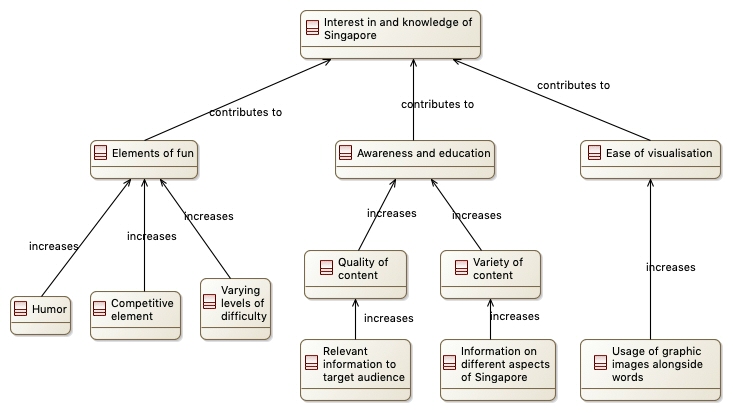 Interest in and knowledge of
Singapore
contributes to
contributes to
contributes to
Elements of fun
Awareness and education
Ease of visualisation
increases
increases
increases
increases
increases
increases
Humor
Competitive
element
Varying
levels of
difficulty
Quality of
content
Variety of
content
increases
increases
Relevant
information to
target audience
Information on
different aspects
of Singapore
Usage of graphic
images alongside
words